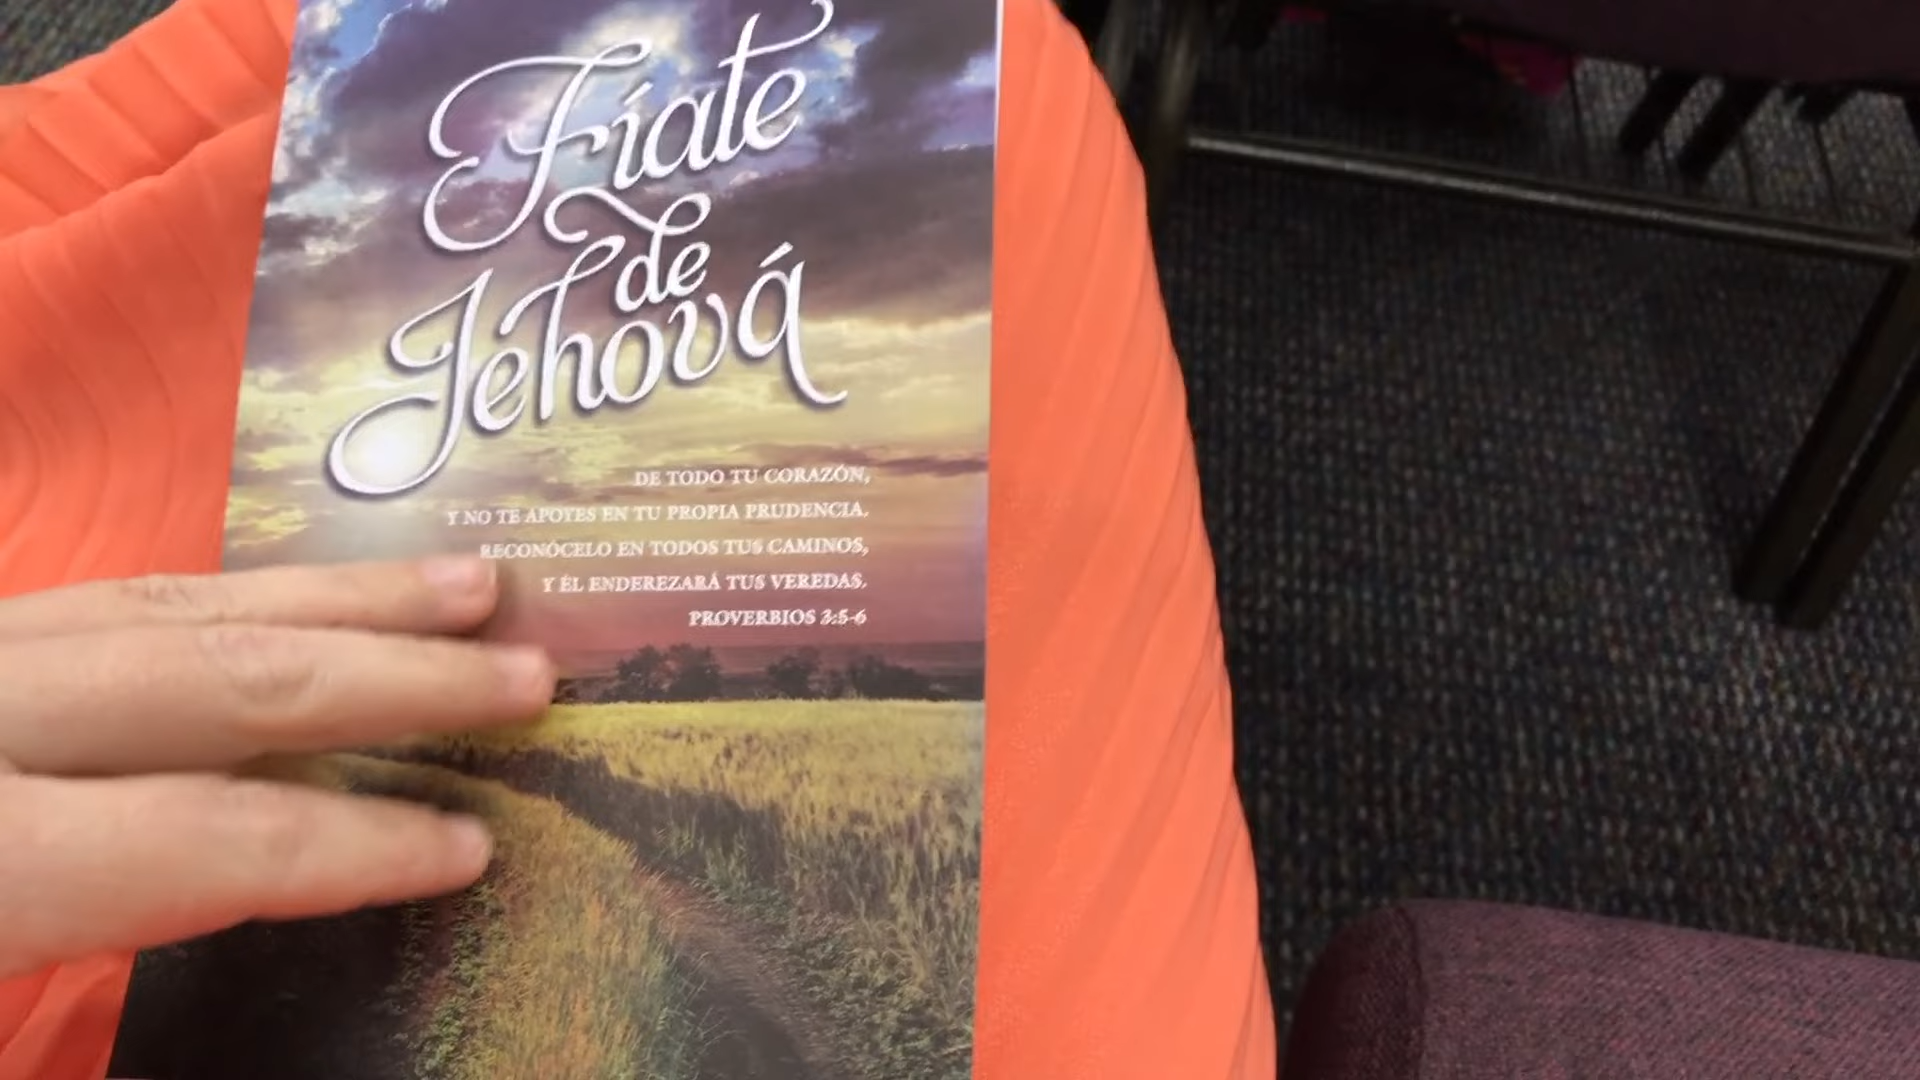 Fíate
de
Jehová
DE TODO TU CORAZÓN,
Y NO TE APOYES EN TU PROPIA PRUDENCIA.
RECONÓCELO EN TODOS TUS CAMINOS,
Y ÉL ENDEREZARÁ TUS VEREDAS.
PROVERBIOS 3:5-6